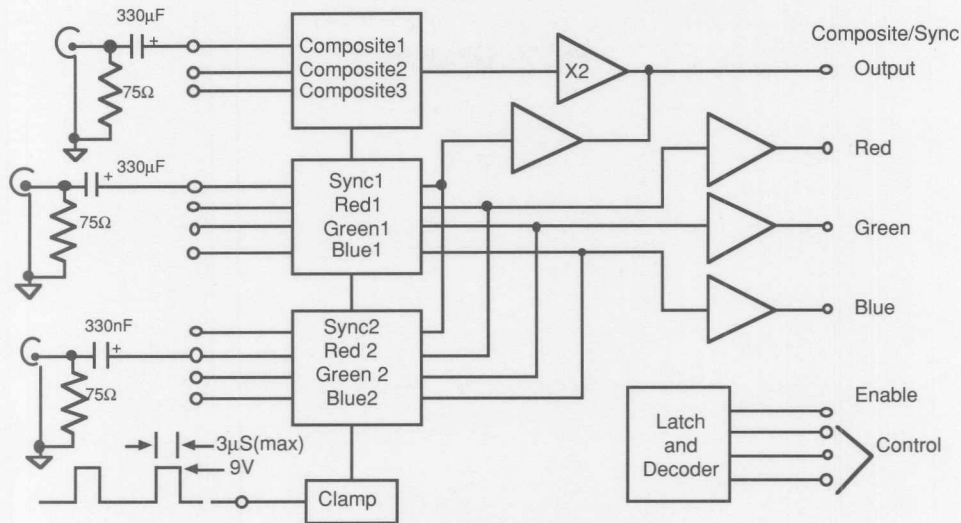 330μF
+
75Ω
Composite1
Composite2
Composite3
X2
Composite/Sync
Output
330μF
+
75Ω
Sync1
Red1
Green1
Blue1
Red
Green
Blue
330nF
+
75Ω
Sync2
Red 2
Green 2
Blue2
3μS(max)
9V
Clamp
Latch
and
Decoder
Enable
Control